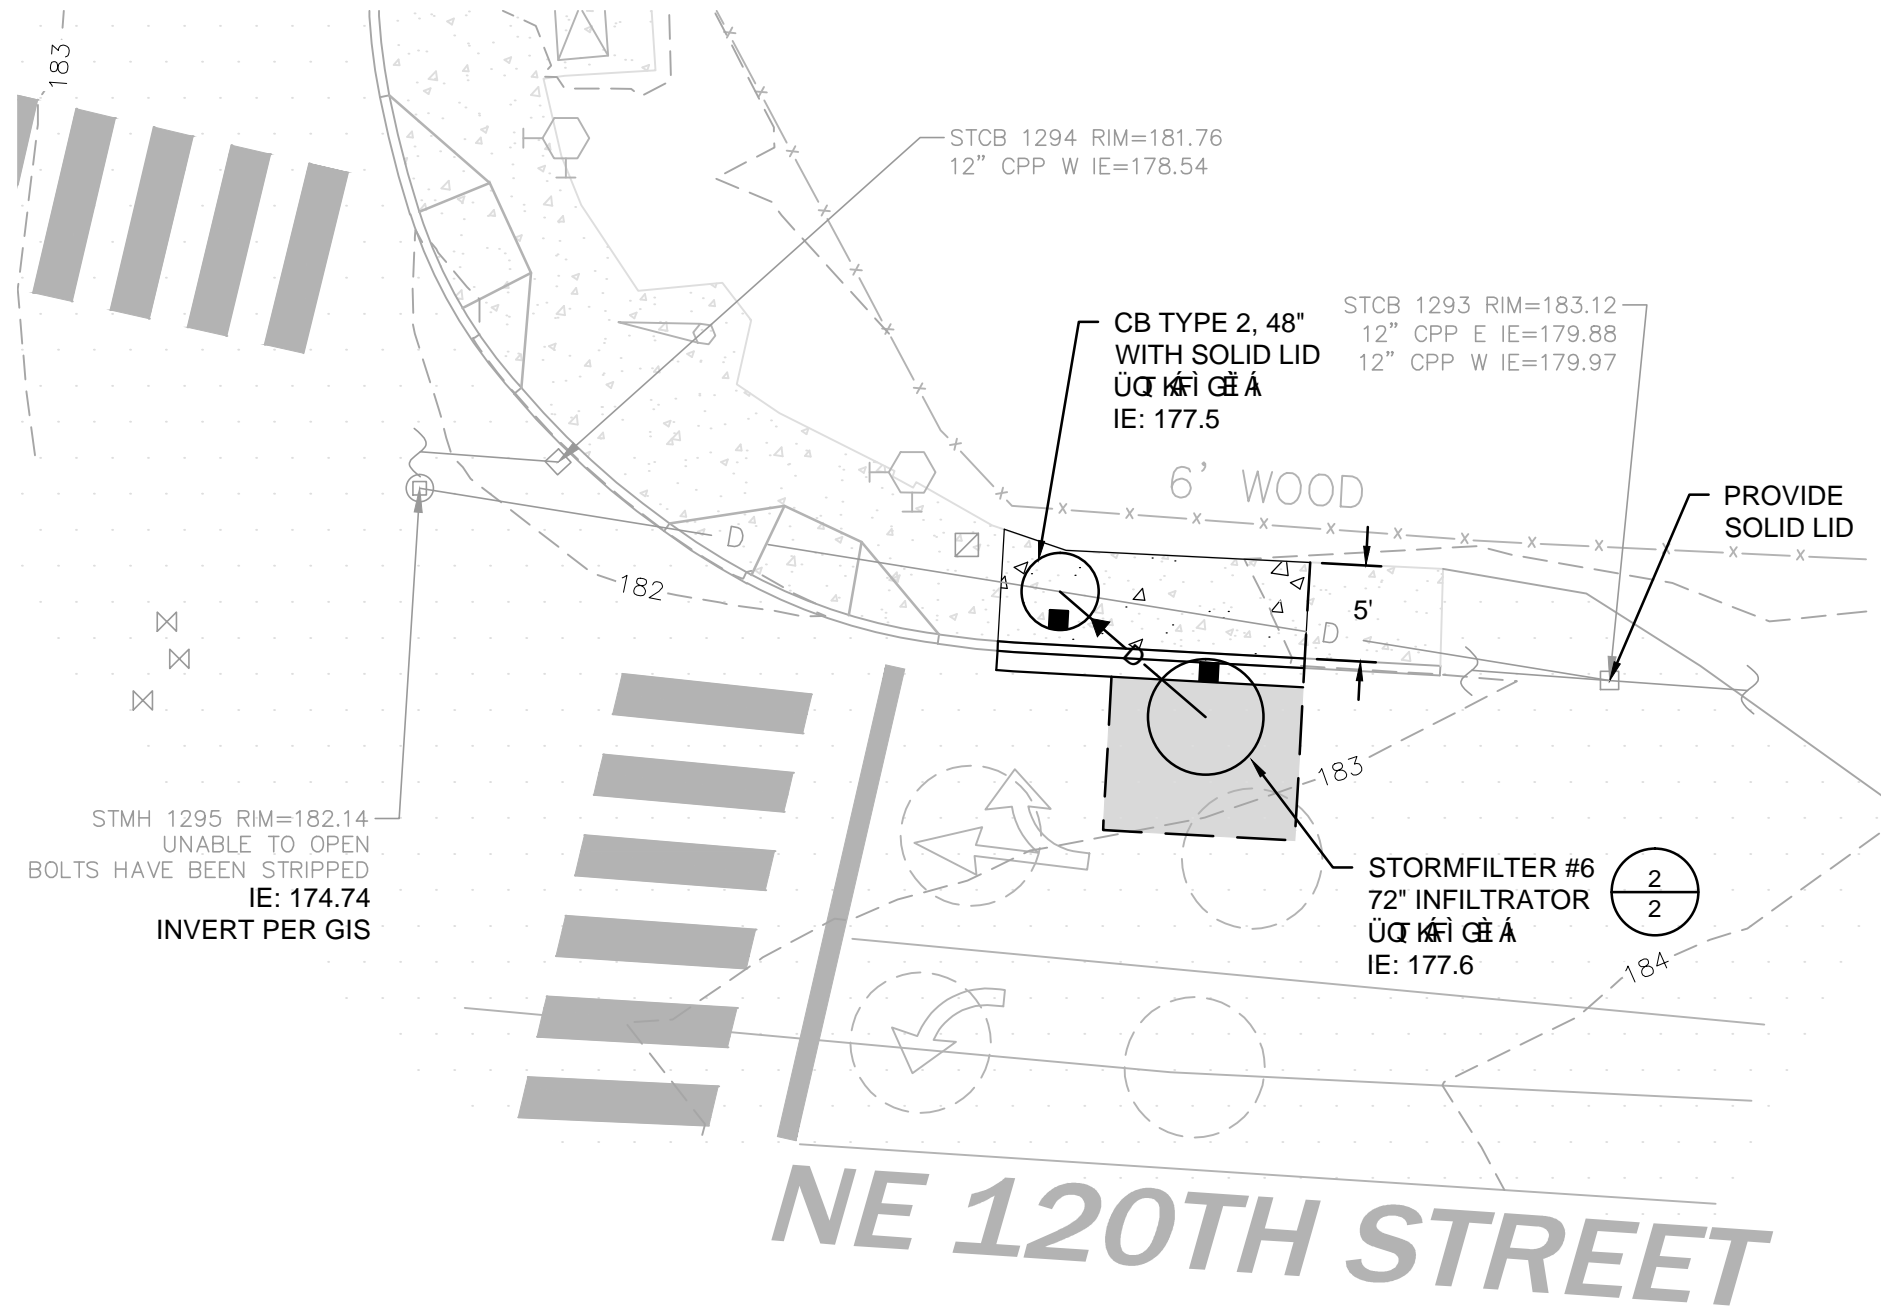 183
STCB 1294 RIM=181.76
12" CPP W IE=178.54
CB TYPE 2, 48"
WITH SOLID LID
IE: 177.5
STCB 1293 RIM=183.12
12" CPP E IE=179.88
12" CPP W IE=179.97
6' WOOD
PROVIDE
SOLID LID
D
182
5'
D
D
183
STMH 1295 RIM=182.14
UNABLE TO OPEN
BOLTS HAVE BEEN STRIPPED
IE: 174.74
INVERT PER GIS
STORMFILTER #6
72" INFILTRATOR
IE: 177.6
2
2
184
NE 120TH STREET